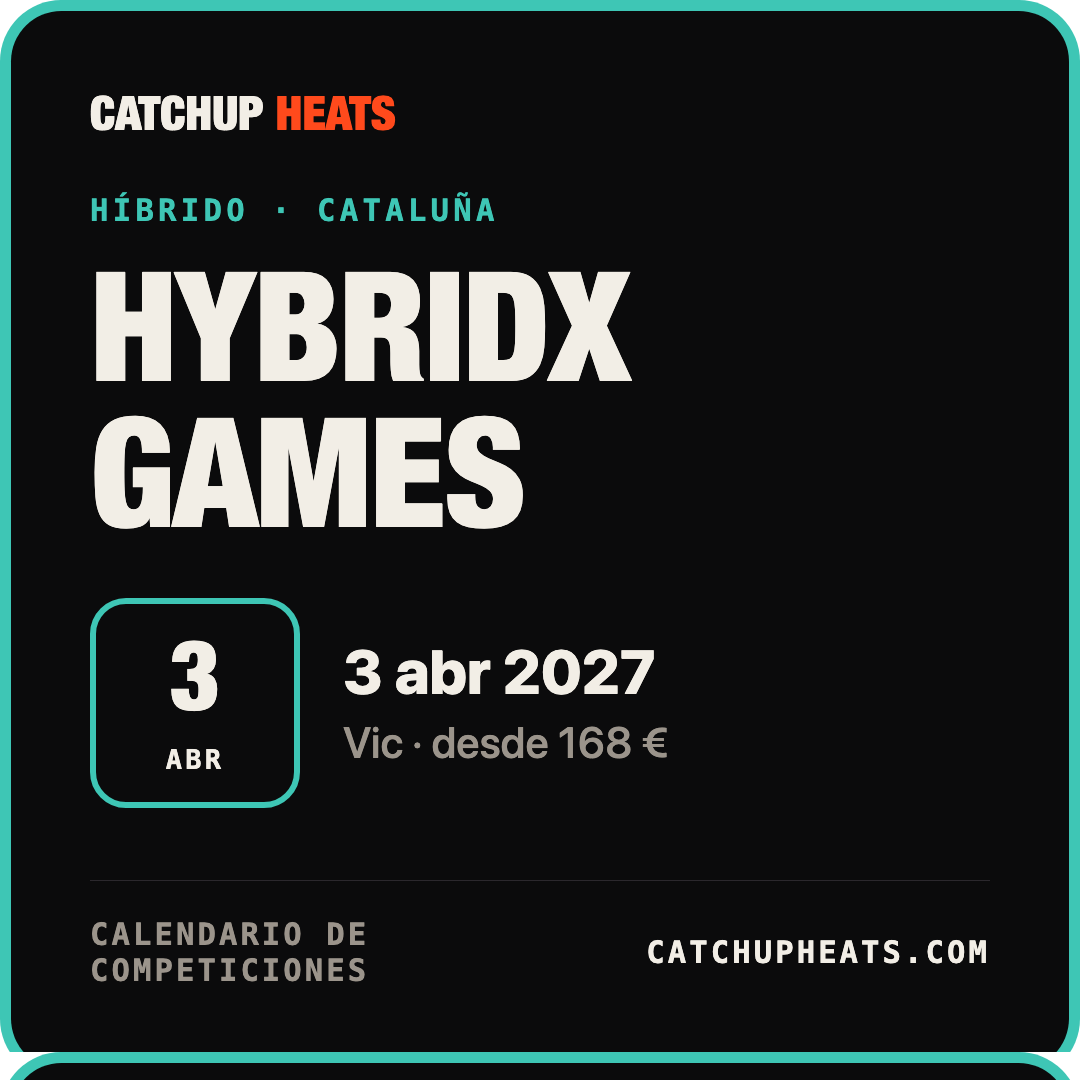 CATCHUP HEATS
HÍBRIDO · CATALUÑA
HYBRIDX
GAMES
3
ABR
3 abr 2027
Vic · desde 168 €
CALENDARIO DE
COMPETICIONES
CATCHUPHEATS.COM